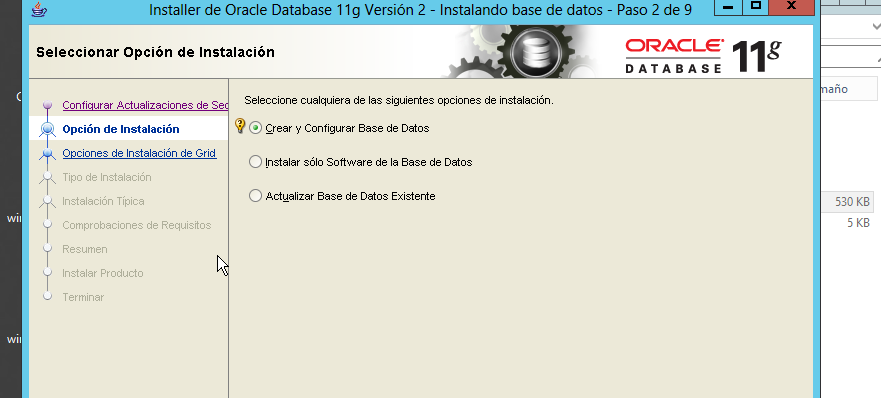 Installer de Oracle Database 11g Versión 2 - Instalando base de datos - Paso 2 de 9
Seleccionar Opción de Instalación
ORACLE
DATABASE
11g
Configurar Actualizaciones de Sec
Opción de Instalación
Opciones de Instalación de Grid
Tipo de Instalación
Instalación Típica
Comprobaciones de Requisitos
Resumen
Instalar Producto
Terminar
Seleccione cualquiera de las siguientes opciones de instalación.
Crear y Configurar Base de Datos
Instalar sólo Software de la Base de Datos
Actualizar Base de Datos Existente
maño
530 KB
5 KB